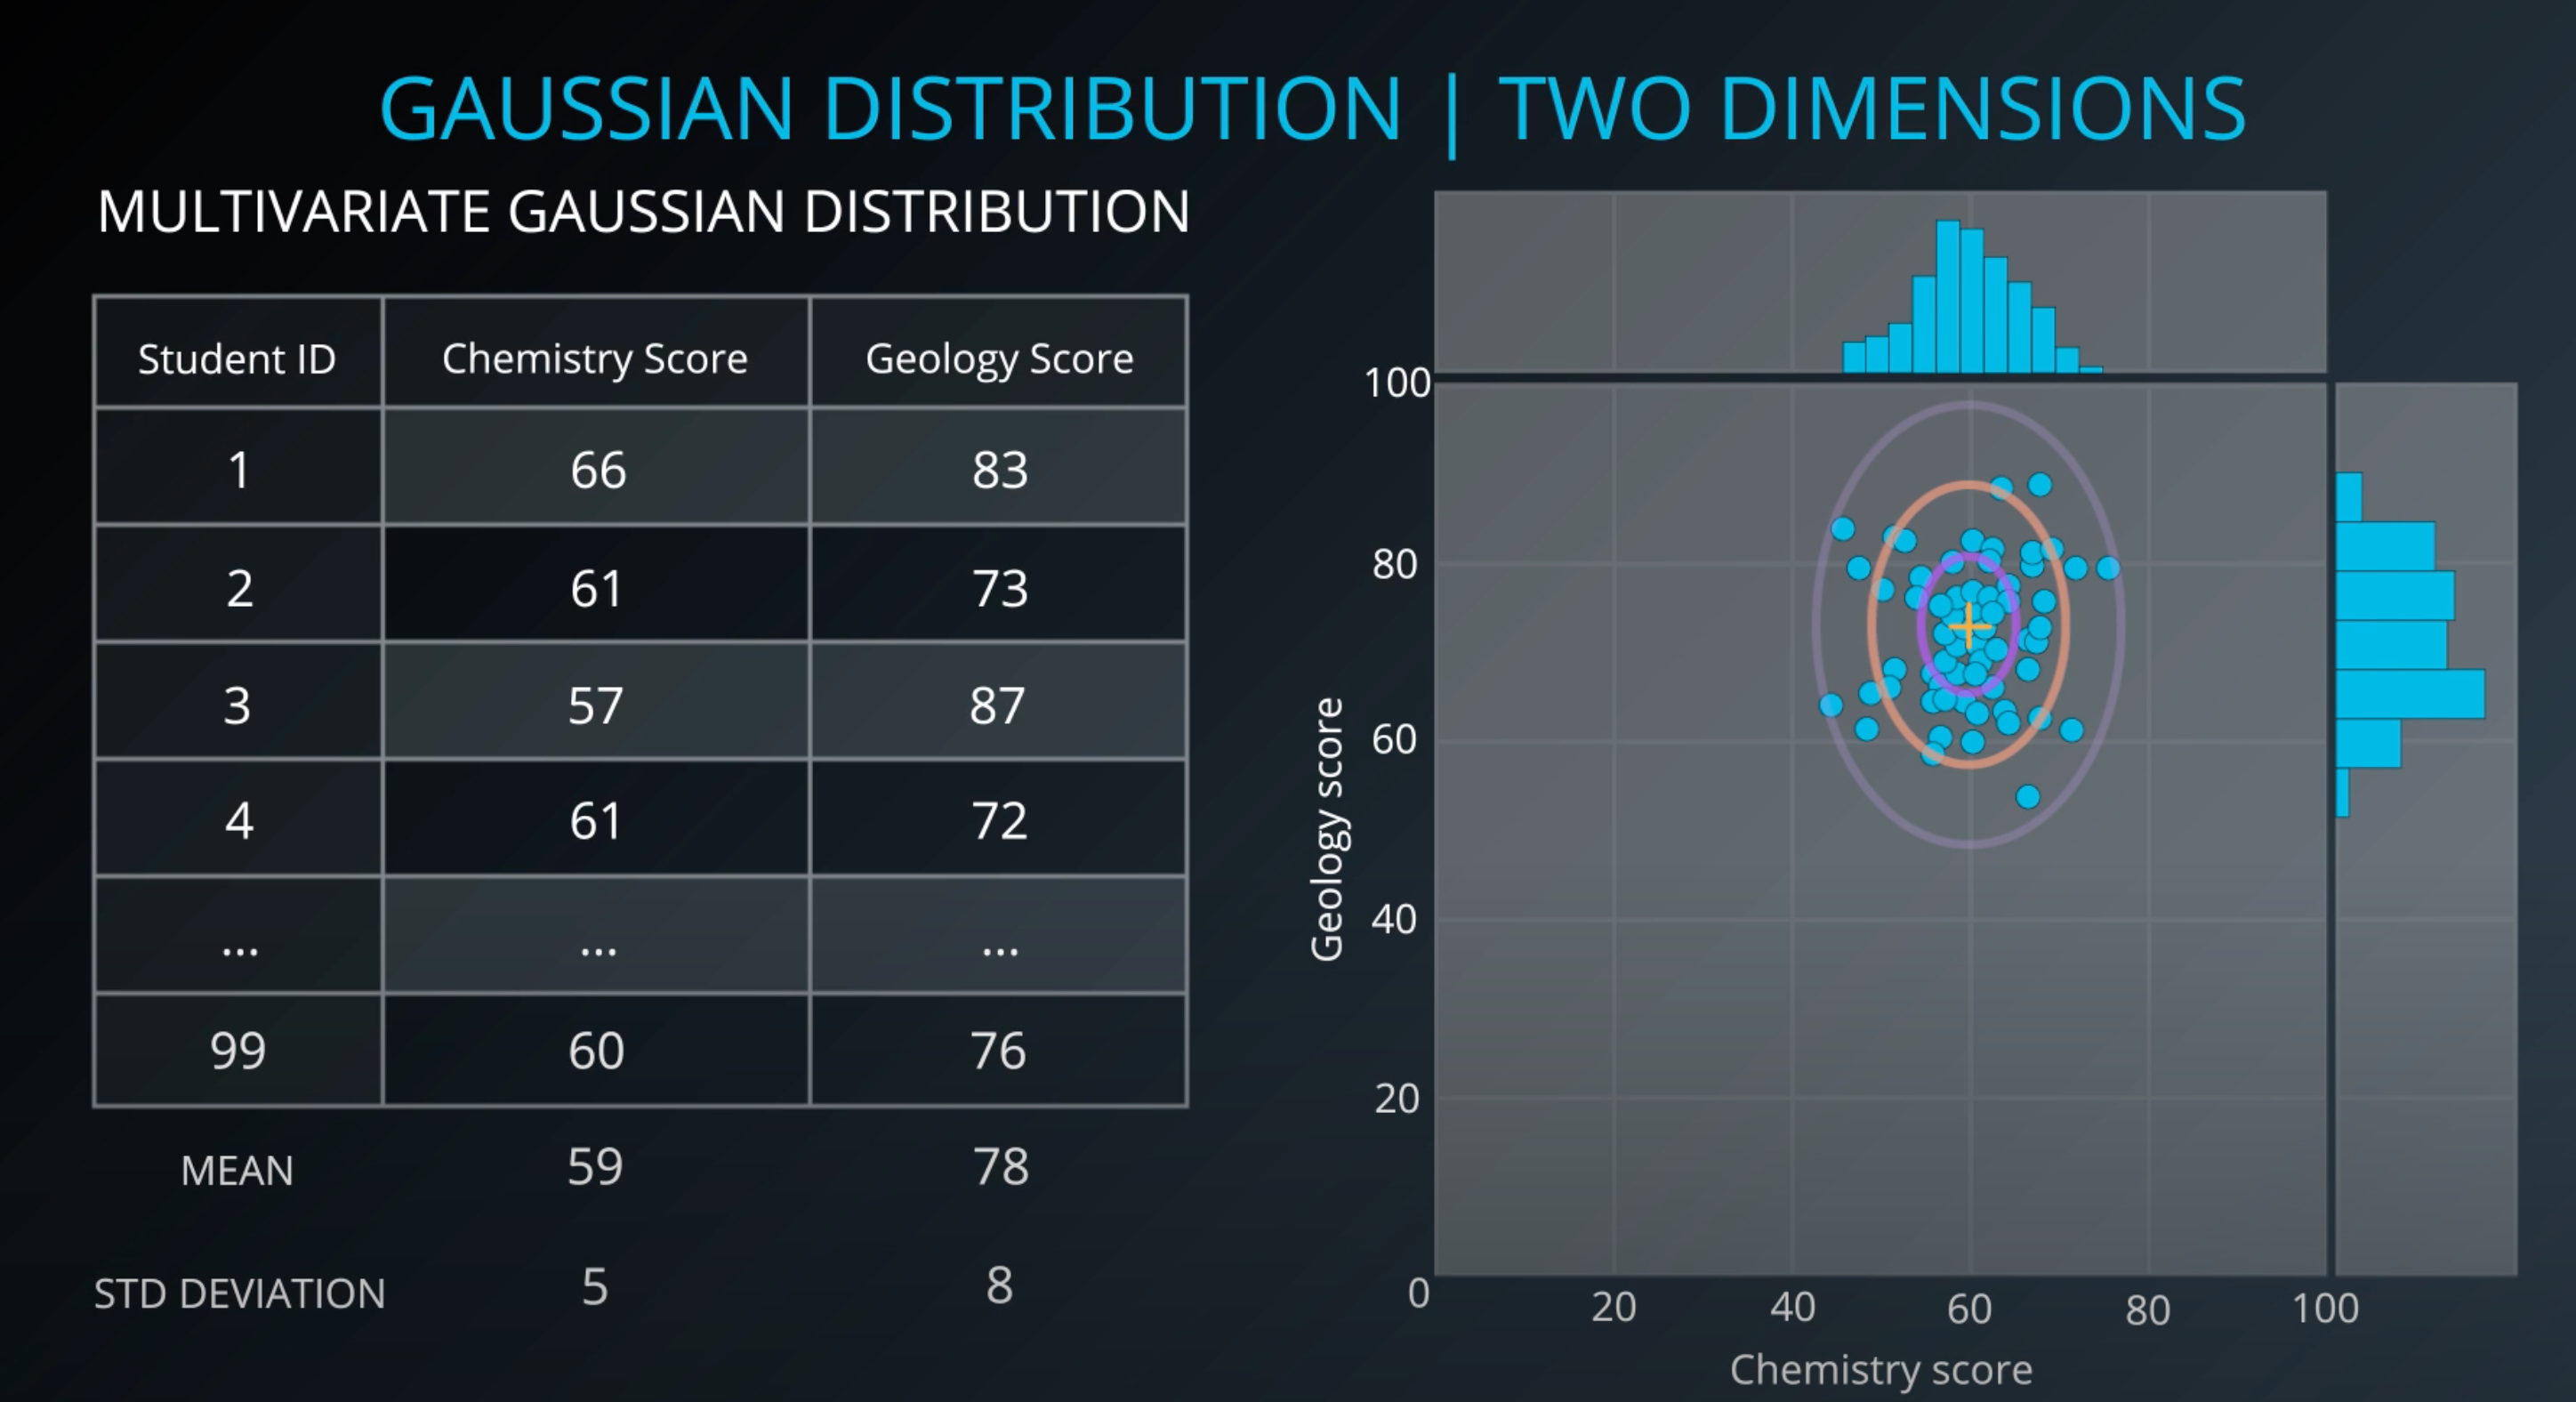 GAUSSIAN DISTRIBUTION | TWO DIMENSIONS
MULTIVARIATE GAUSSIAN DISTRIBUTION
Student ID Chemistry Score Geology Score
1 66 83
2 61 73
3 57 87
4 61 72
... ... ...
99 60 76
MEAN 59 78
STD DEVIATION 5 8
100
80
60
40
20
0
Geology score
20 40 60 80 100
Chemistry score